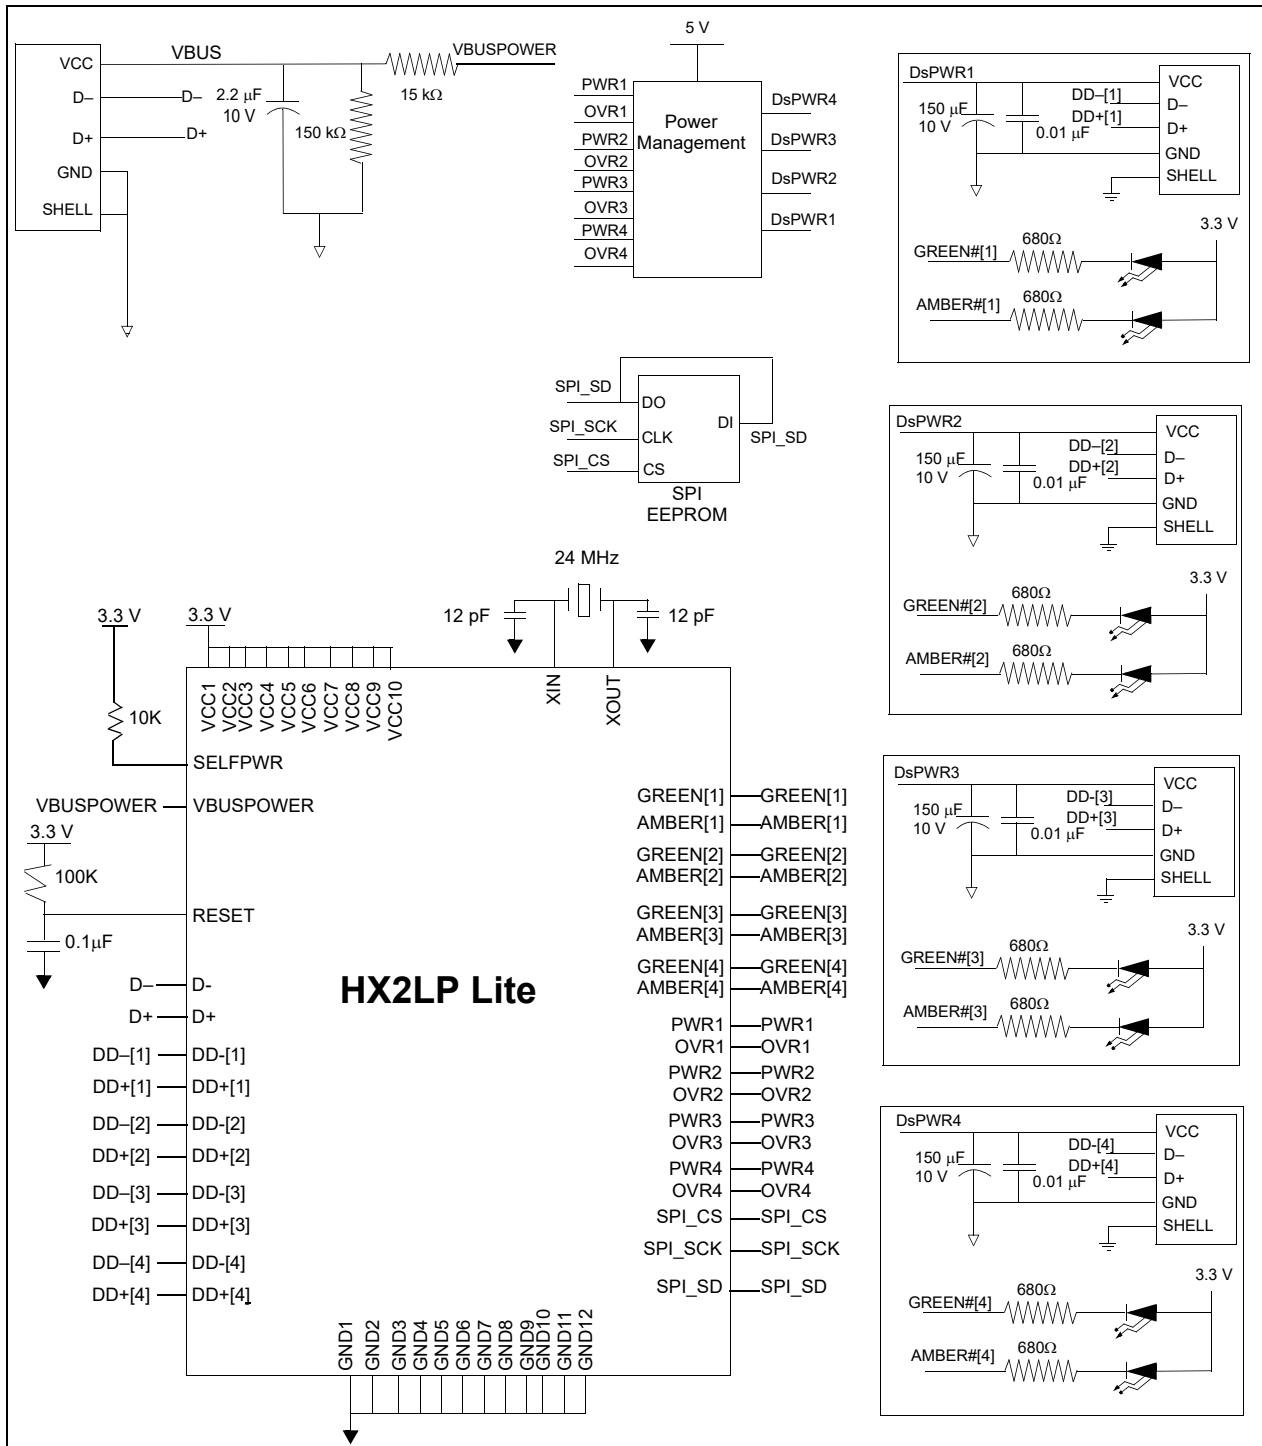 VCC
VBUS
VBUSPOWER
15 kΩ
D–
D–
2.2 µF
10 V
150 kΩ
D+
D+
GND
SHELL
5 V
Power
Management
PWR1
OVR1
PWR2
OVR2
PWR3
OVR3
PWR4
OVR4
DsPWR4
DsPWR3
DsPWR2
DsPWR1
SPI_SD
SPI_SCK
SPI_CS
DO
CLK
CS
DI
SPI_SD
SPI
EEPROM
DsPWR1
150 µF
10 V
0.01 µF
DD–[1]
DD+[1]
VCC
D–
D+
GND
SHELL
3.3 V
680Ω
GREEN#[1]
680Ω
AMBER#[1]
DsPWR2
150 µF
10 V
0.01 µF
DD–[2]
DD+[2]
VCC
D–
D+
GND
SHELL
3.3 V
680Ω
GREEN#[2]
680Ω
AMBER#[2]
DsPWR3
150 µF
10 V
0.01 µF
DD-[3]
DD+[3]
VCC
D–
D+
GND
SHELL
3.3 V
680Ω
GREEN#[3]
680Ω
AMBER#[3]
DsPWR4
150 µF
10 V
0.01 µF
DD-[4]
DD+[4]
VCC
D–
D+
GND
SHELL
3.3 V
680Ω
GREEN#[4]
680Ω
AMBER#[4]
24 MHz
12 pF
12 pF
3.3 V
3.3 V
10K
VCC1
VCC2
VCC3
VCC4
VCC5
VCC6
VCC7
VCC8
VCC9
VCC10
XIN
XOUT
SELFPWR
VBUSPOWER
VBUSPOWER
3.3 V
100K
RESET
0.1µF
HX2LP Lite
D– D-
D+ D+
DD–[1] DD-[1]
DD+[1] DD+[1]
DD–[2] DD-[2]
DD+[2] DD+[2]
DD–[3] DD-[3]
DD+[3] DD+[3]
DD–[4] DD-[4]
DD+[4] DD+[4]
GREEN[1] GREEN[1]
AMBER[1] AMBER[1]
GREEN[2] GREEN[2]
AMBER[2] AMBER[2]
GREEN[3] GREEN[3]
AMBER[3] AMBER[3]
GREEN[4] GREEN[4]
AMBER[4] AMBER[4]
PWR1 PWR1
OVR1 OVR1
PWR2 PWR2
OVR2 OVR2
PWR3 PWR3
OVR3 OVR3
PWR4 PWR4
OVR4 OVR4
SPI_CS SPI_CS
SPI_SCK SPI_SCK
SPI_SD SPI_SD
GND1
GND2
GND3
GND4
GND5
GND6
GND7
GND8
GND9
GND10
GND11
GND12